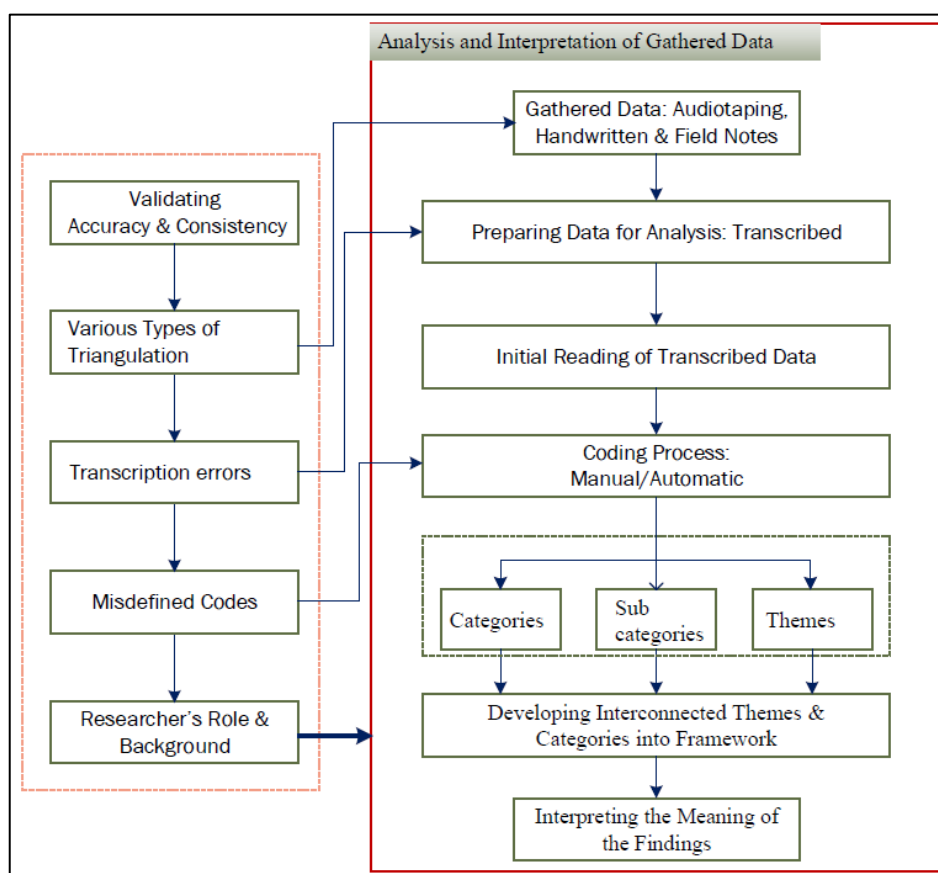 Analysis and Interpretation of Gathered Data
Gathered Data: Audiotaping,
Handwritten & Field Notes
Validating
Accuracy & Consistency
Preparing Data for Analysis: Transcribed
Various Types of
Triangulation
Initial Reading of Transcribed Data
Transcription errors
Coding Process:
Manual/Automatic
Misdefined Codes
Categories
Sub
categories
Themes
Researcher's Role &
Background
Developing Interconnected Themes &
Categories into Framework
Interpreting the Meaning of
the Findings